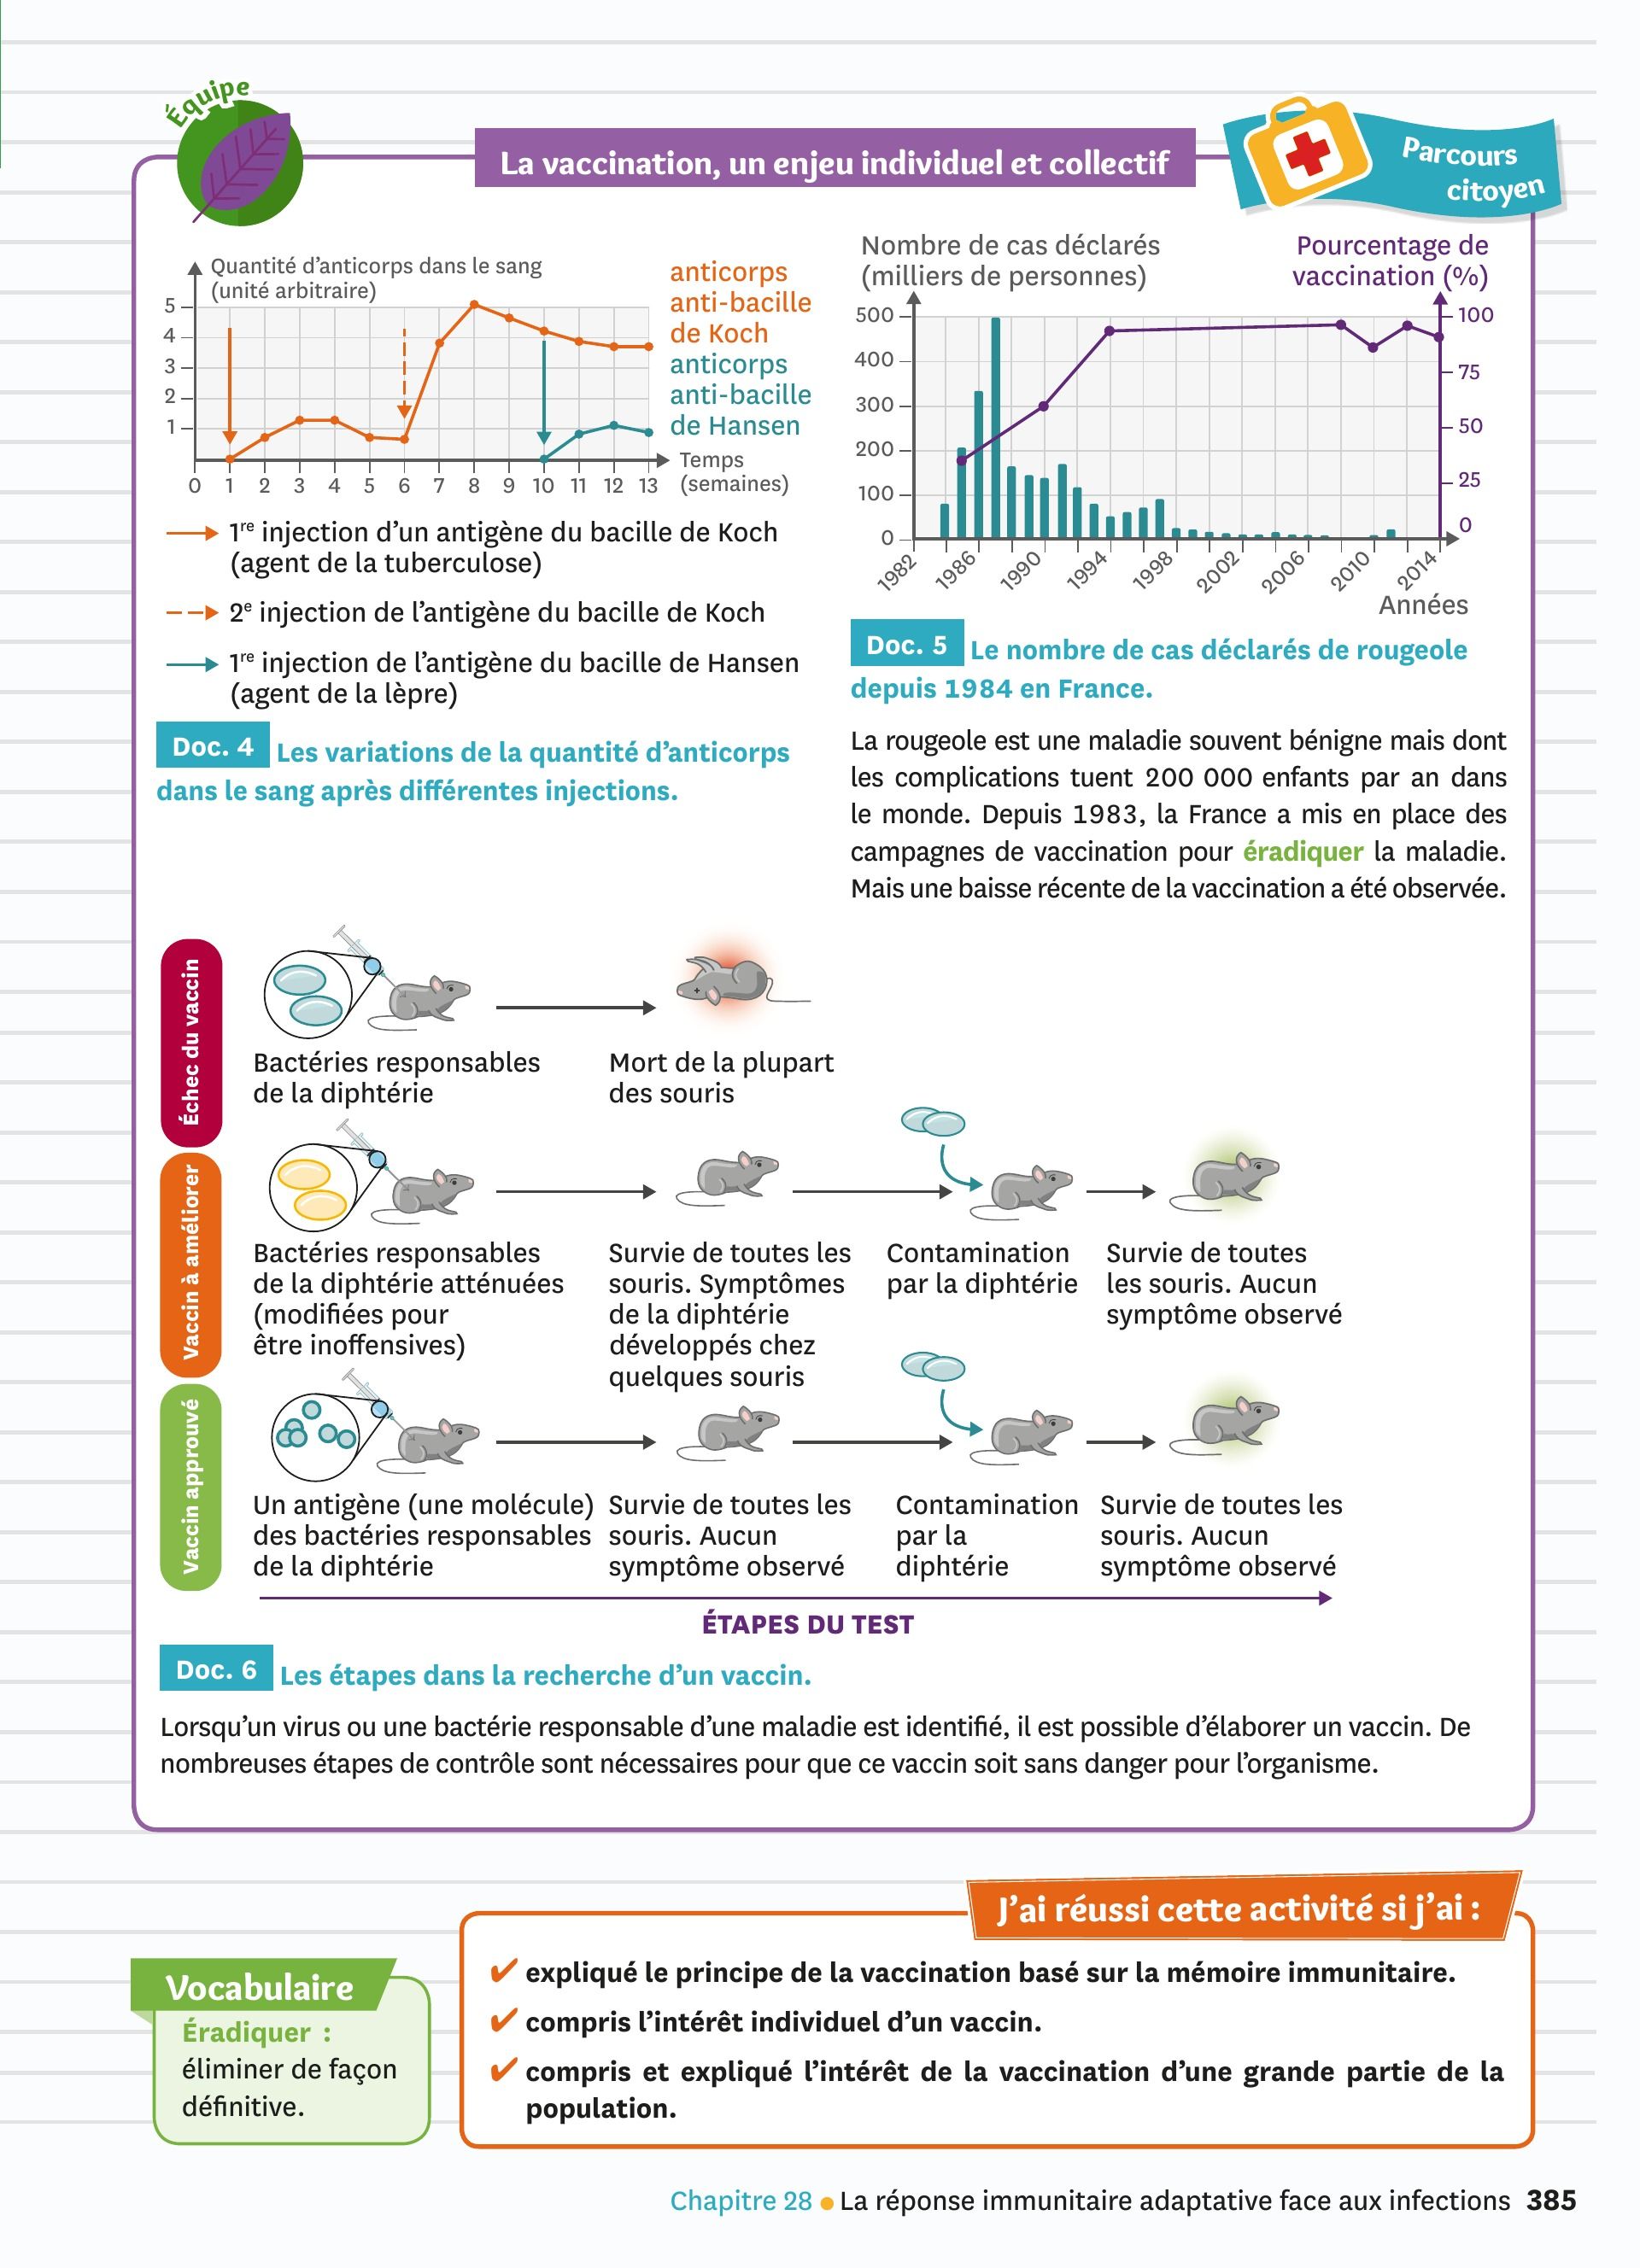 Équipe
La vaccination, un enjeu individuel et collectif
Parcours
citoyen
Quantité d'anticorps dans le sang
(unité arbitraire)
5
4
3
2
1
0 1 2 3 4 5 6 7 8 9 10 11 12 13
Temps
(semaines)
anticorps
anti-bacille
de Koch
anticorps
anti-bacille
de Hansen
1re injection d'un antigène du bacille de Koch
(agent de la tuberculose)
2e injection de l'antigène du bacille de Koch
1re injection de l'antigène du bacille de Hansen
(agent de la lèpre)
Doc. 4 Les variations de la quantité d'anticorps
dans le sang après différentes injections.
Nombre de cas déclarés
(milliers de personnes)
Pourcentage de
vaccination (%)
500
400
300
200
100
0
100
75
50
25
0
1982 1986 1990 1994 1998 2002 2006 2010 2014
Années
Doc. 5 Le nombre de cas déclarés de rougeole
depuis 1984 en France.
La rougeole est une maladie souvent bénigne mais dont
les complications tuent 200 000 enfants par an dans
le monde. Depuis 1983, la France a mis en place des
campagnes de vaccination pour éradiquer la maladie.
Mais une baisse récente de la vaccination a été observée.
Échec du vaccin
Bactéries responsables
de la diphtérie
Mort de la plupart
des souris
Vaccin à améliorer
Bactéries responsables
de la diphtérie atténuées
(modifiées pour
être inoffensives)
Survie de toutes les
souris. Symptômes
de la diphtérie
développés chez
quelques souris
Contamination
par la diphtérie
Survie de toutes
les souris. Aucun
symptôme observé
Vaccin approuvé
Un antigène (une molécule)
des bactéries responsables
de la diphtérie
Survie de toutes les
souris. Aucun
symptôme observé
Contamination
par la
diphtérie
Survie de toutes les
souris. Aucun
symptôme observé
ÉTAPES DU TEST
Doc. 6 Les étapes dans la recherche d'un vaccin.
Lorsqu'un virus ou une bactérie responsable d'une maladie est identifié, il est possible d'élaborer un vaccin. De
nombreuses étapes de contrôle sont nécessaires pour que ce vaccin soit sans danger pour l'organisme.
J'ai réussi cette activité si j'ai :
✔ expliqué le principe de la vaccination basé sur la mémoire immunitaire.
✔ compris l'intérêt individuel d'un vaccin.
✔ compris et expliqué l'intérêt de la vaccination d'une grande partie de la
population.
Vocabulaire
Éradiquer :
éliminer de façon
définitive.
Chapitre 28 ● La réponse immunitaire adaptative face aux infections 385